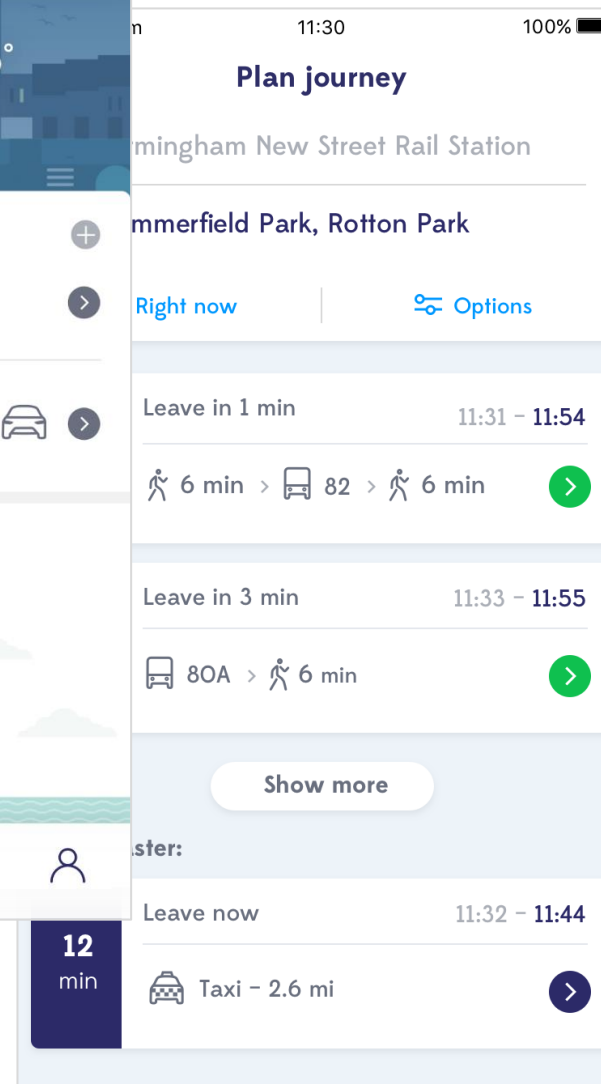 11:30
100%
Plan journey
mingham New Street Rail Station
mmerfield Park, Rotton Park
Right now
Options
Leave in 1 min
11:31 - 11:54
6 min > 82 > 6 min
Leave in 3 min
11:33 - 11:55
80A > 6 min
Show more
ster:
Leave now
11:32 - 11:44
12
min
Taxi - 2.6 mi